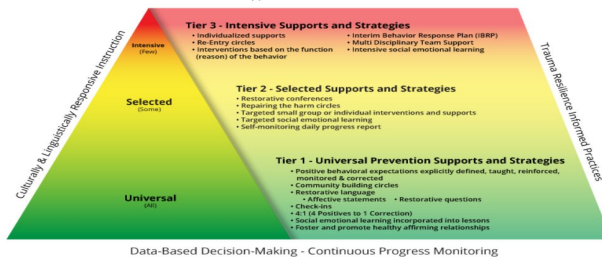 Tier 3 - Intensive Supports and Strategies
• Individualized supports
• Re-Entry circles
• interventions based on the function
(reason) of the behavior
• Interim Behavior Response Plan (IBRP)
• Multi Disciplinary Team Support
• Intensive social emotional learning
Intensive
(Few)
Tier 2 - Selected Supports and Strategies
• Restorative conferences
• Repairing the harm circles
• Targeted small group or individual interventions and supports
• Targeted social emotional learning
• Self-monitoring daily progress report
Selected
(Some)
Tier 1 - Universal Prevention Supports and Strategies
• Positive behavioral expectations explicitly defined, taught, reinforced,
monitored & corrected
• Community building circles
• Restorative language
• Affective statements • Restorative questions
• Check-ins
• 4:1 (4 Positives to 1 Correction)
• Social emotional learning incorporated into lessons
• Foster and promote healthy affirming relationships
Universal
(All)
Culturally & Linguistically Responsive Instruction
Trauma Resilience Informed Practices
Data-Based Decision-Making - Continuous Progress Monitoring